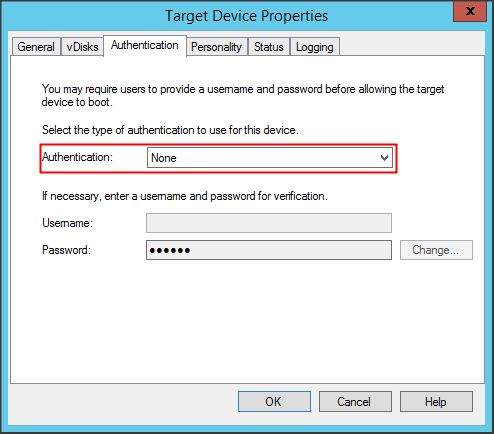 Target Device Properties
x
General vDisks Authentication Personality Status Logging
You may require users to provide a username and password before allowing the target
device to boot.
Select the type of authentication to use for this device.
Authentication: None
If necessary, enter a username and password for verification.
Username:
Password: ●●●●●● Change...
OK Cancel Help